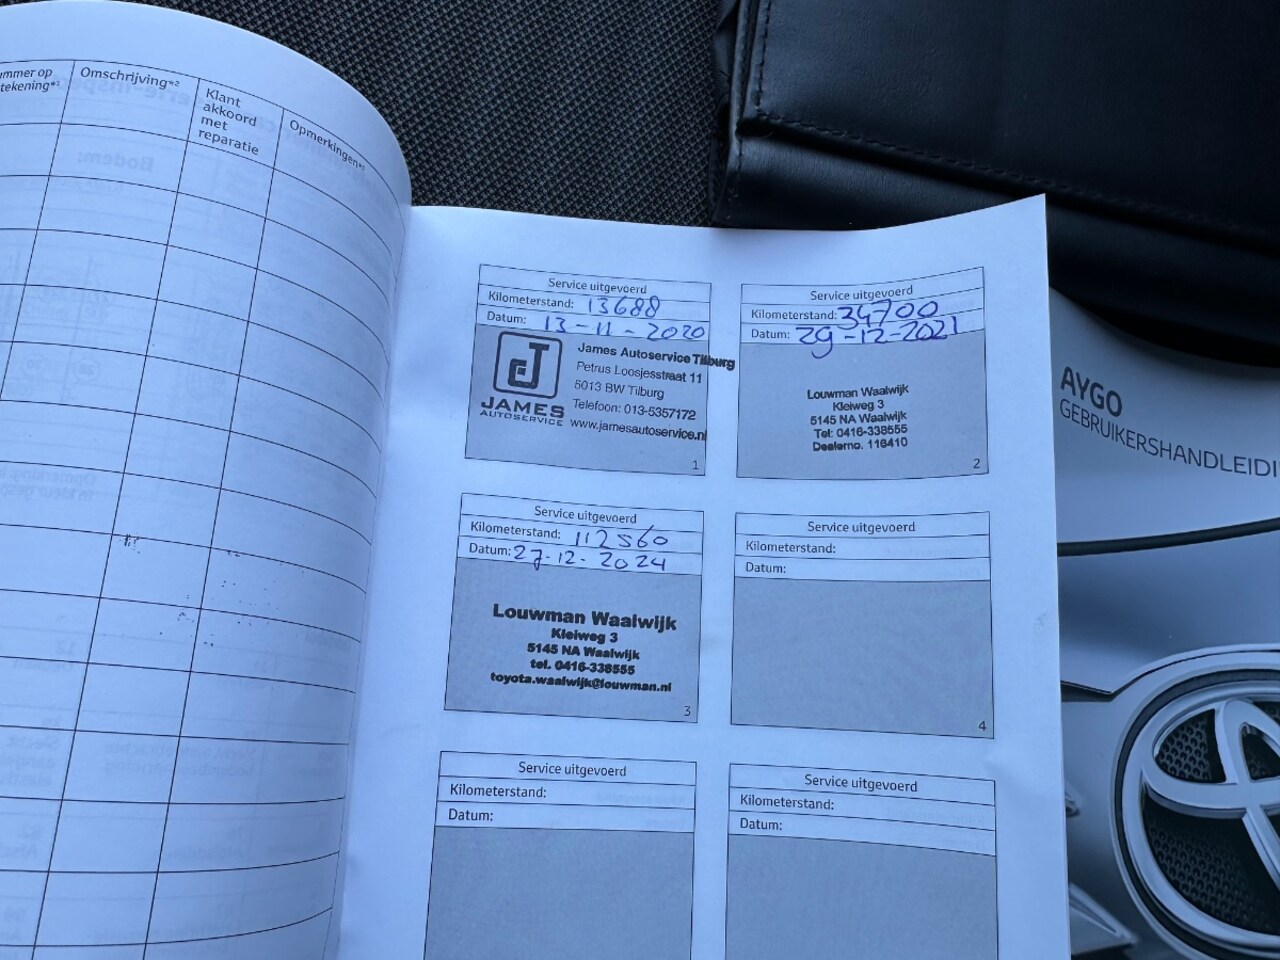 Omschrijving*²
Klant
akkoord
met
reparatie
Opmerkingen*³
Service uitgevoerd
Kilometerstand: 13688
Datum: 13-11-2020
James Autoservice Tilburg
Petrus Loosjesstraat 11
5013 BW Tilburg
Telefoon: 013-5357172
www.jamesautoservice.nl
JAMES
AUTOSERVICE
1
Service uitgevoerd
Kilometerstand: 34700
Datum: 29-12-2021
Louwman Waalwijk
Kleiweg 3
5145 NA Waalwijk
Tel: 0416-338555
Dealerno. 116410
2
Service uitgevoerd
Kilometerstand: 112560
Datum: 27-12-2024
Louwman Waalwijk
Kleiweg 3
5145 NA Waalwijk
tel. 0416-338555
toyota.waalwijk@louwman.nl
3
Service uitgevoerd
Kilometerstand:
Datum:
4
Service uitgevoerd
Kilometerstand:
Datum:
Service uitgevoerd
Kilometerstand:
Datum:
AYGO
GEBRUIKERSHANDLEIDI